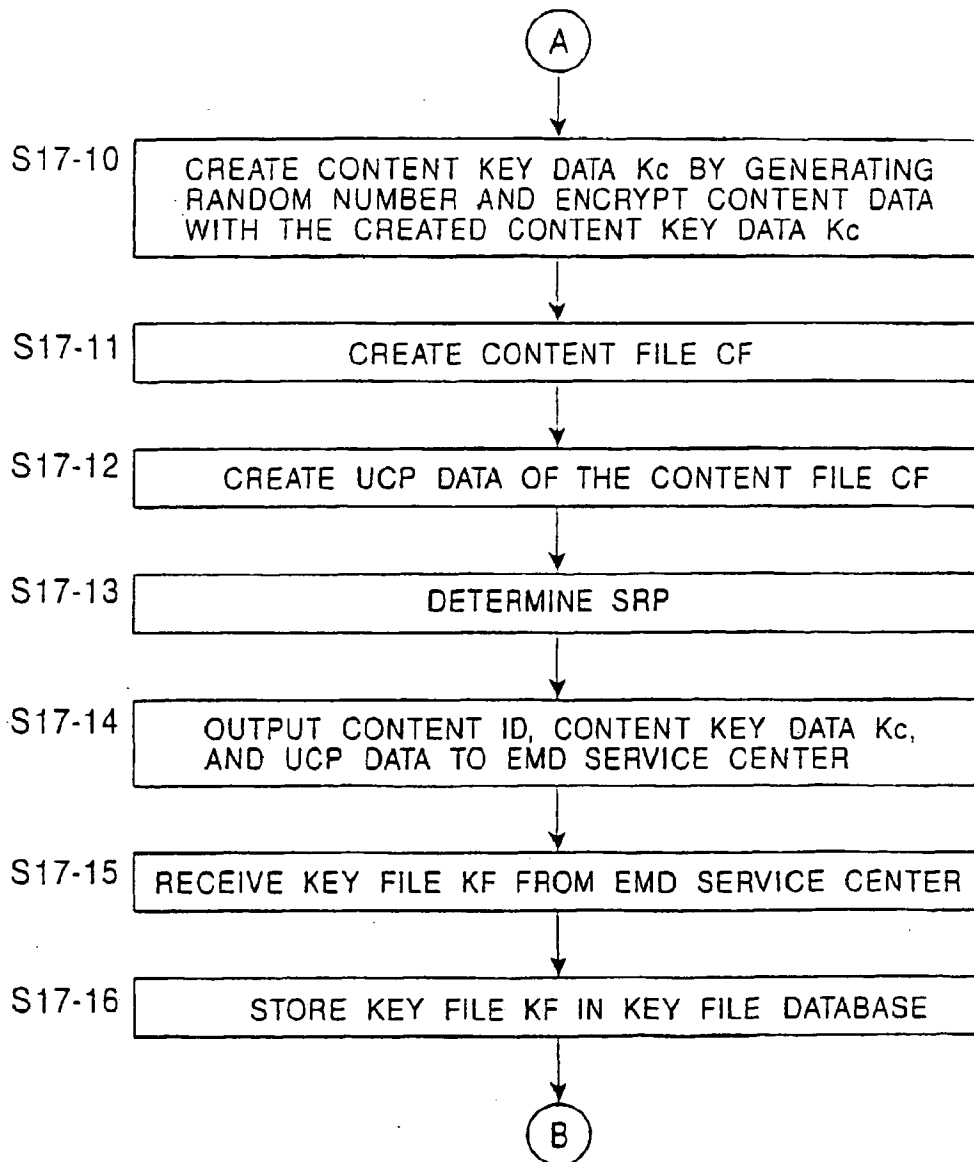 A
S17-10
CREATE CONTENT KEY DATA Kc BY GENERATING
RANDOM NUMBER AND ENCRYPT CONTENT DATA
WITH THE CREATED CONTENT KEY DATA Kc
S17-11
CREATE CONTENT FILE CF
S17-12
CREATE UCP DATA OF THE CONTENT FILE CF
S17-13
DETERMINE SRP
S17-14
OUTPUT CONTENT ID, CONTENT KEY DATA Kc,
AND UCP DATA TO EMD SERVICE CENTER
S17-15
RECEIVE KEY FILE KF FROM EMD SERVICE CENTER
S17-16
STORE KEY FILE KF IN KEY FILE DATABASE
B